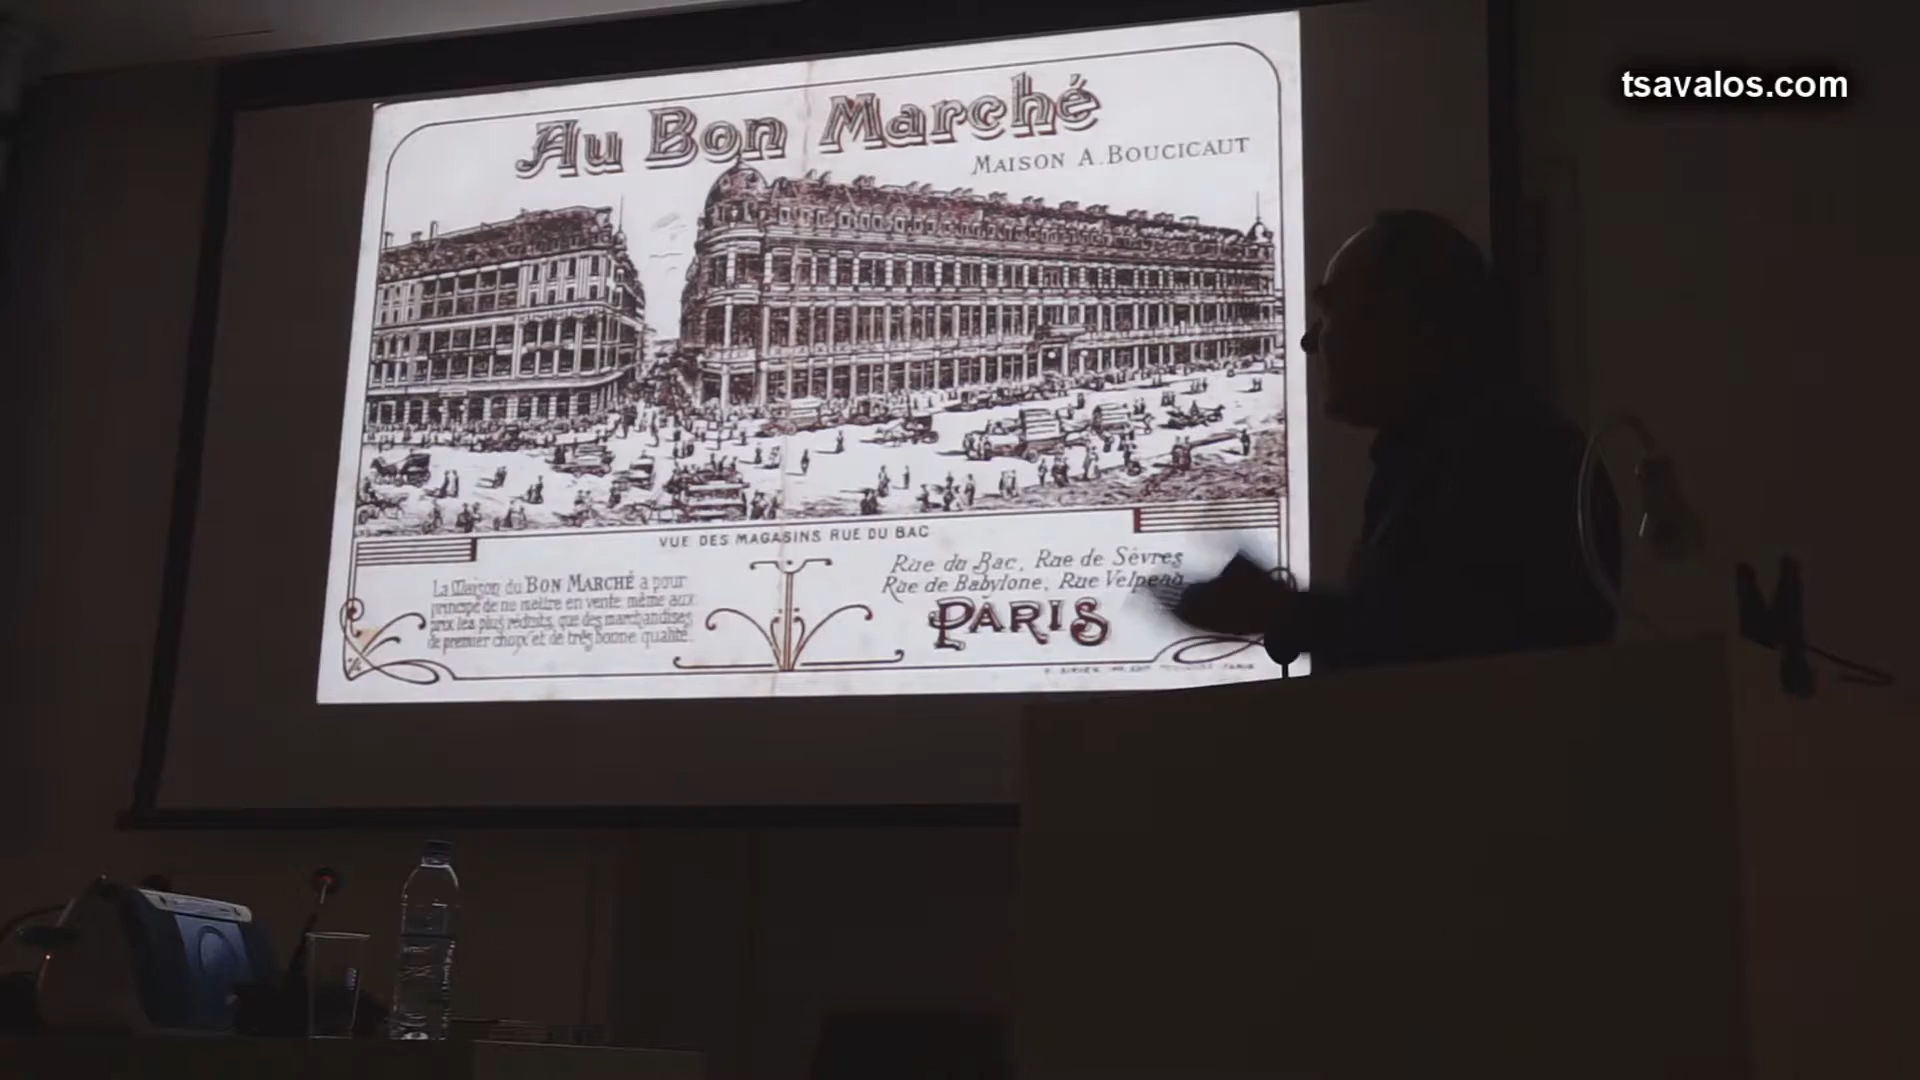 tsavalos.com
Au Bon Marché
MAISON A. BOUCICAUT
VUE DES MAGASINS RUE DU BAC
La Maison du BON MARCHÉ a pour
principe de ne mettre en vente, même aux
prix les plus réduits, que des marchandises
de premier choix et de très bonne qualité.
Rue du Bac, Rue de Sèvres
Rue de Babylone, Rue Velpeau
PARIS